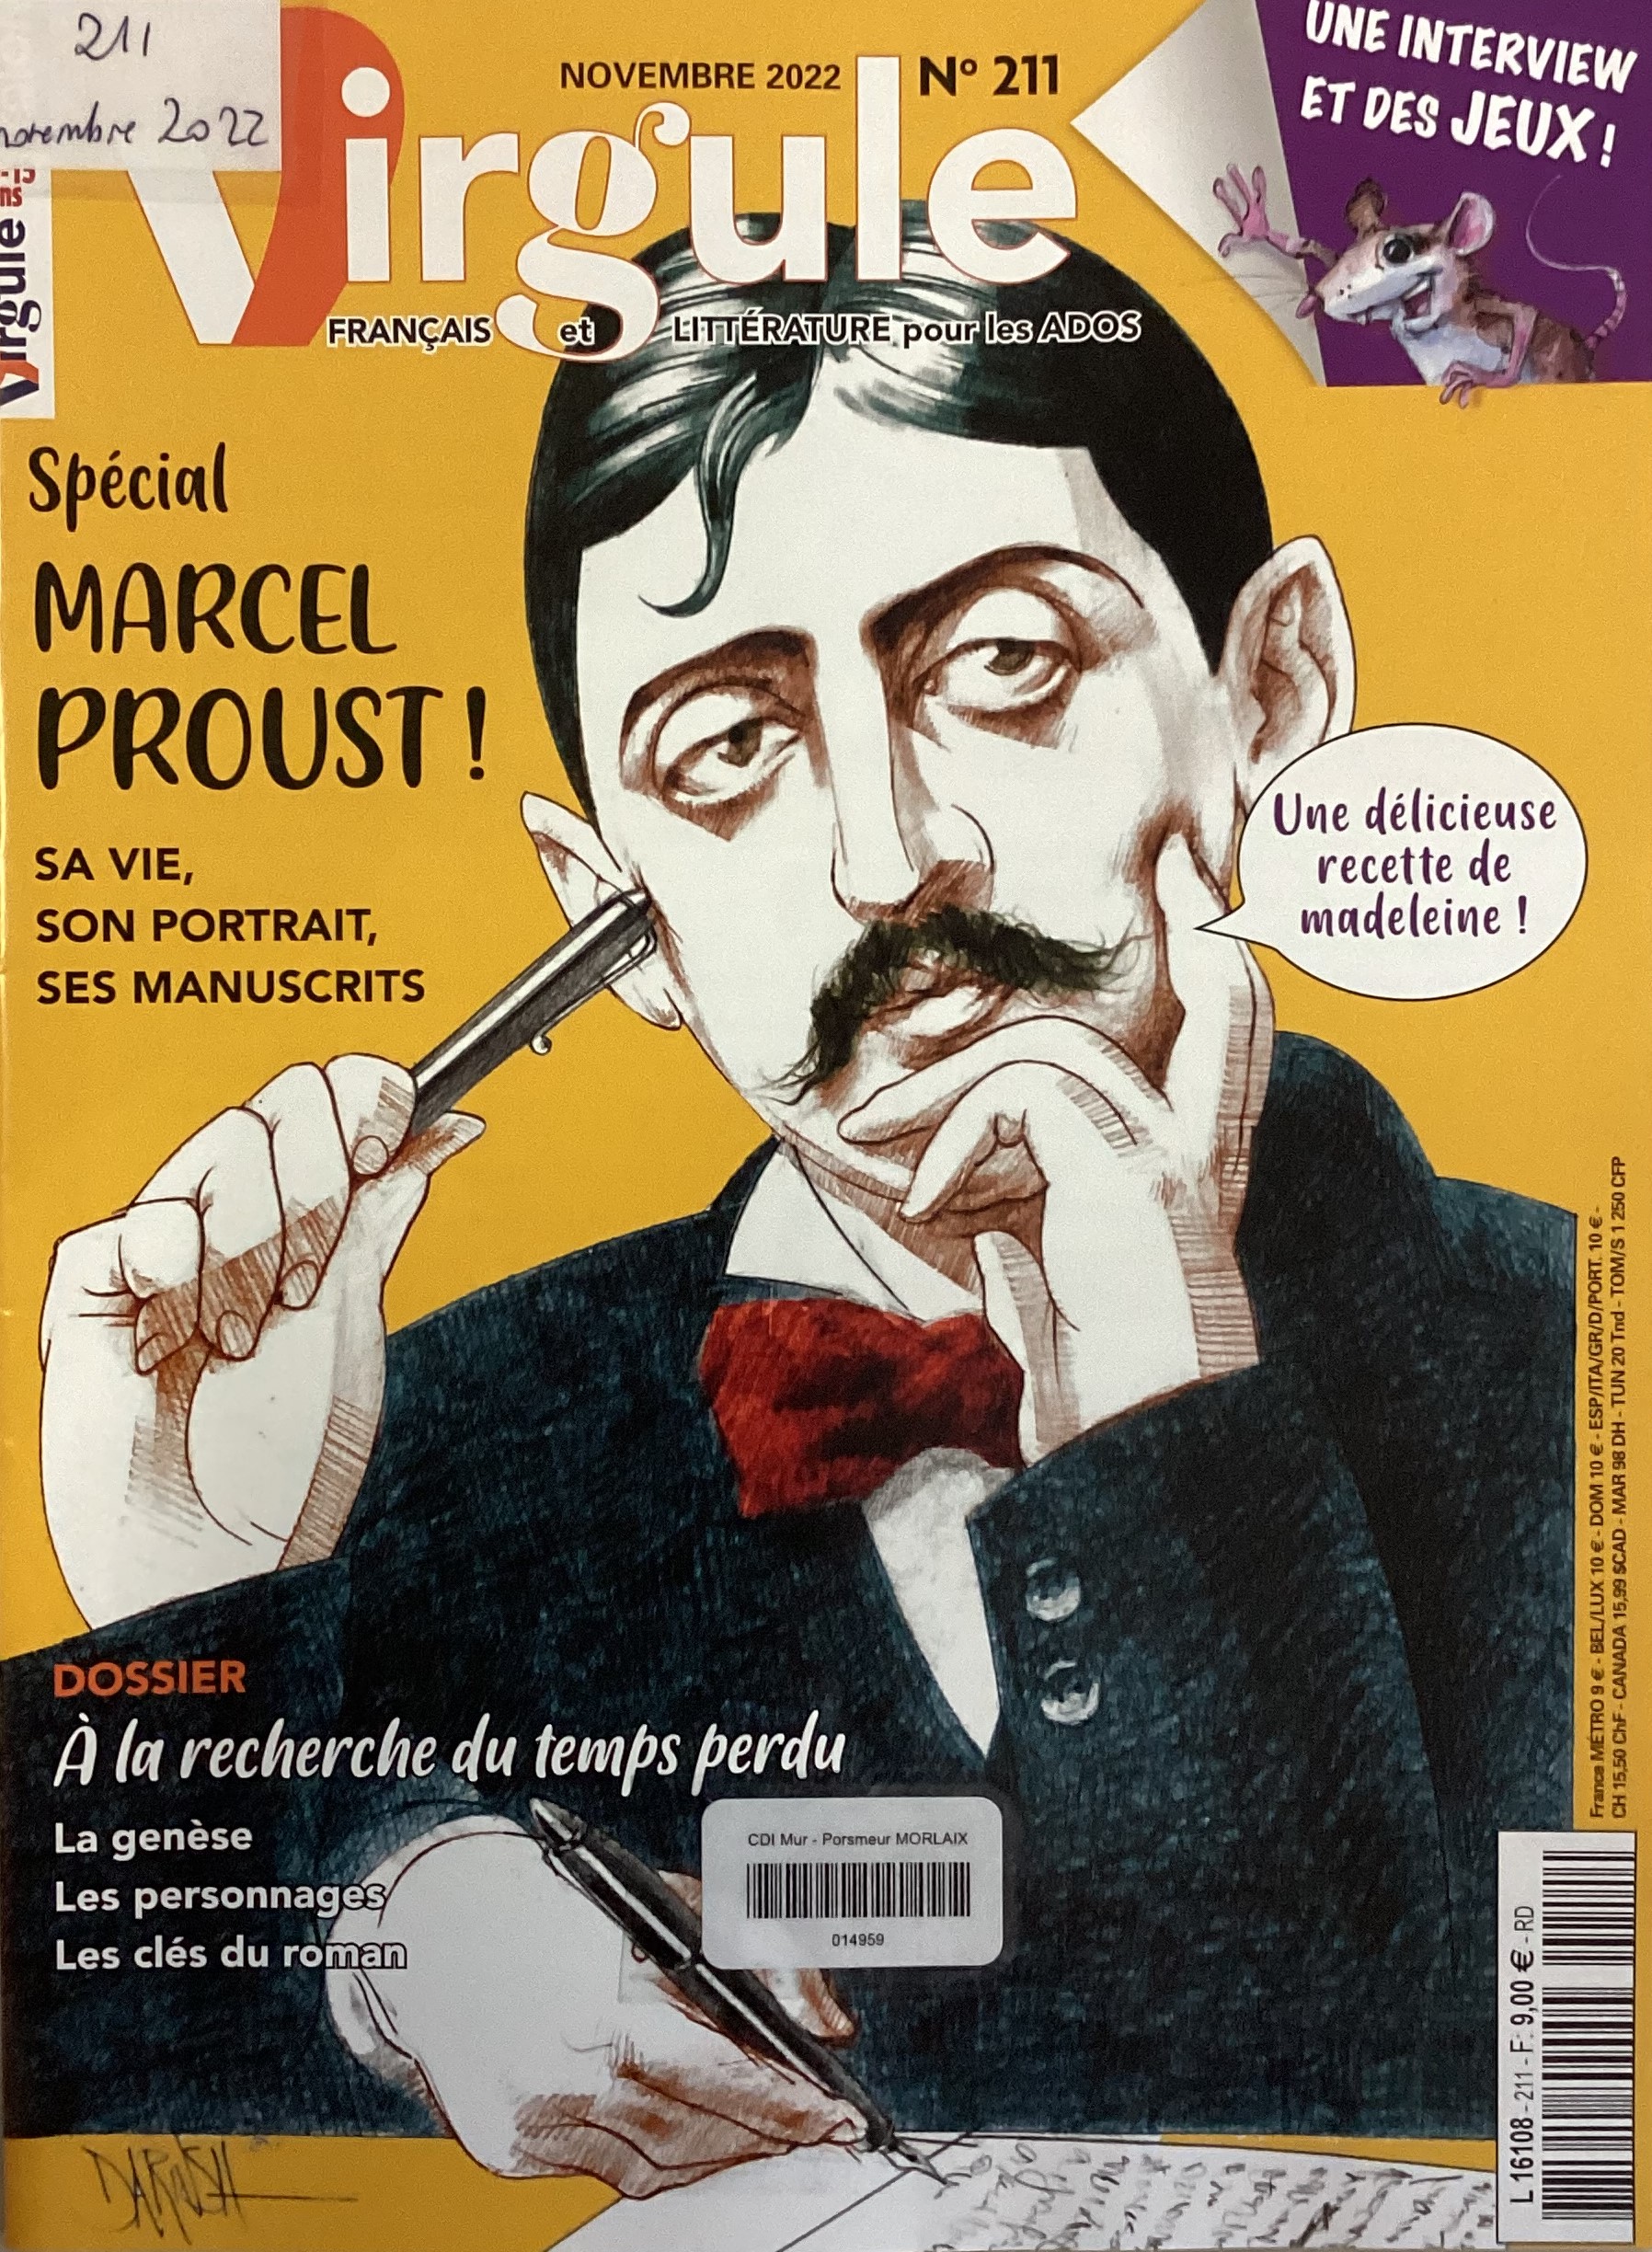 211
novembre 2022
Virgule
NOVEMBRE 2022
N° 211
Virgule
FRANÇAIS et LITTÉRATURE pour les ADOS
UNE INTERVIEW
ET DES JEUX !
Spécial
MARCEL
PROUST !
SA VIE,
SON PORTRAIT,
SES MANUSCRITS
Une délicieuse
recette de
madeleine !
DOSSIER
À la recherche du temps perdu
La genèse
Les personnages
Les clés du roman
CDI Mur - Porsmeur MORLAIX
014959
DARUSH
France MÉTRO 9 € - BEL/LUX 10 € - DOM 10 € - ESP/ITA/GR/D/PORT. 10 € -
CH 15,50 ChF - CANADA 15,99 $CAD - MAR 98 DH - TUN 20 Tnd - TOM/S 1 250 CFP
L 16108 - 211 - F: 9,00 € - RD